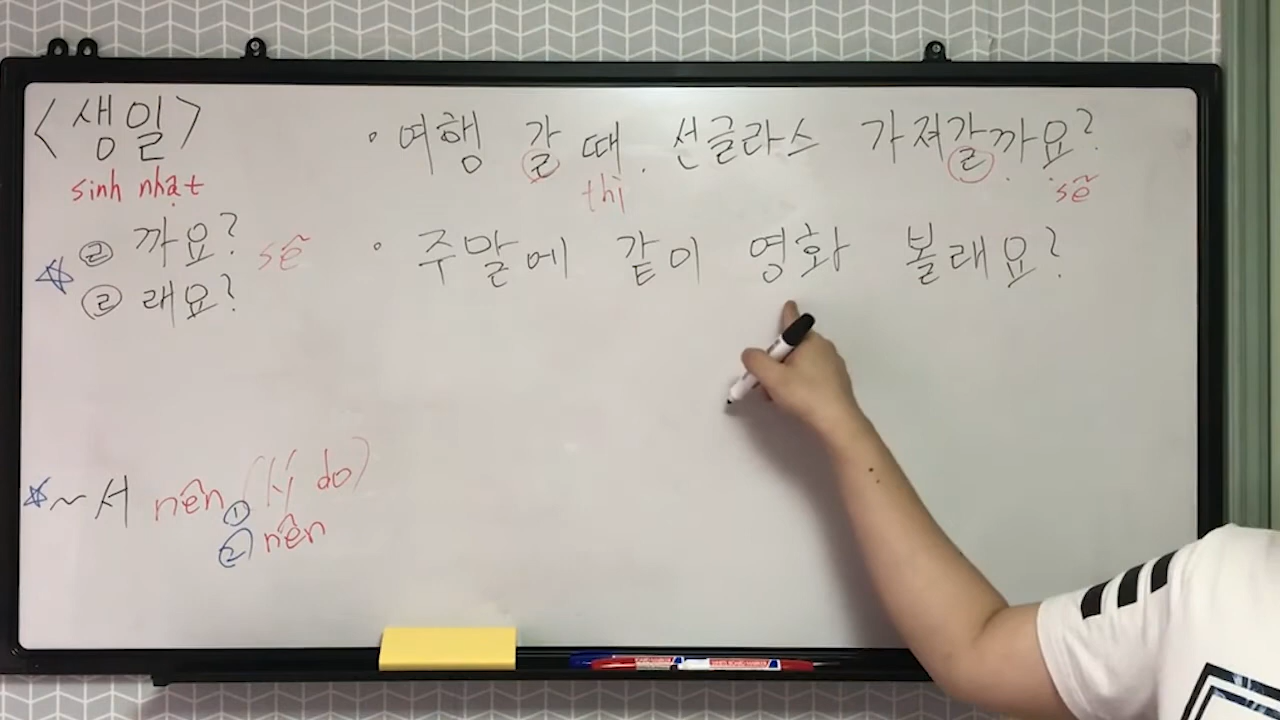 <생일>
sinh nhật
ㄹ 까요? sẽ
ㄹ 래요?
~서 nên (lý do)
①
② nên
• 여행 갈 때, 선글라스 가져갈까요?
thì sẽ
• 주말에 같이 영화 볼래요?